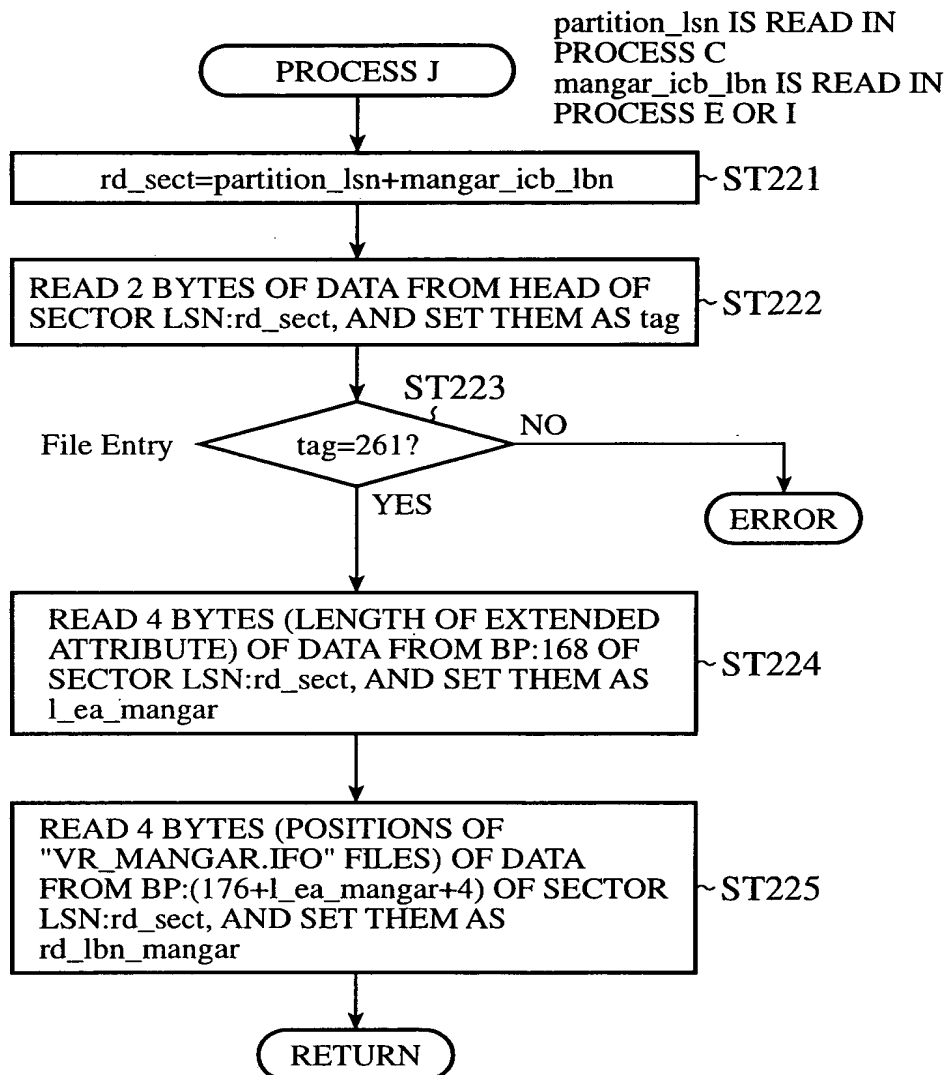 partition_lsn IS READ IN
PROCESS C
mangar_icb_lbn IS READ IN
PROCESS E OR I
PROCESS J
rd_sect=partition_lsn+mangar_icb_lbn
~ST221
READ 2 BYTES OF DATA FROM HEAD OF
SECTOR LSN:rd_sect, AND SET THEM AS tag
~ST222
ST223
File Entry
tag=261?
NO
YES
ERROR
READ 4 BYTES (LENGTH OF EXTENDED
ATTRIBUTE) OF DATA FROM BP:168 OF
SECTOR LSN:rd_sect, AND SET THEM AS
l_ea_mangar
~ST224
READ 4 BYTES (POSITIONS OF
"VR_MANGAR.IFO" FILES) OF DATA
FROM BP:(176+l_ea_mangar+4) OF SECTOR
LSN:rd_sect, AND SET THEM AS
rd_lbn_mangar
~ST225
RETURN